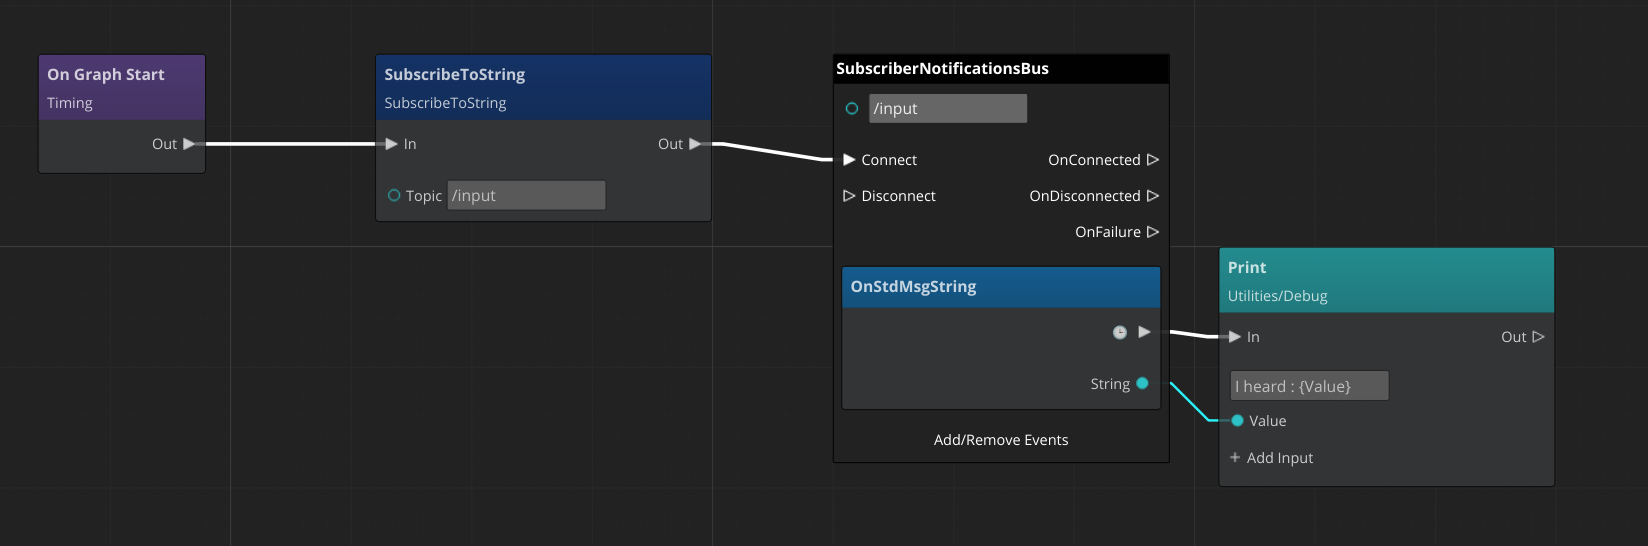 On Graph Start
Timing
Out
SubscribeToString
SubscribeToString
In
Out
Topic /input
SubscriberNotificationsBus
/input
Connect
OnConnected
Disconnect
OnDisconnected
OnFailure
OnStdMsgString
String
Add/Remove Events
Print
Utilities/Debug
In
Out
I heard : {Value}
Value
+ Add Input